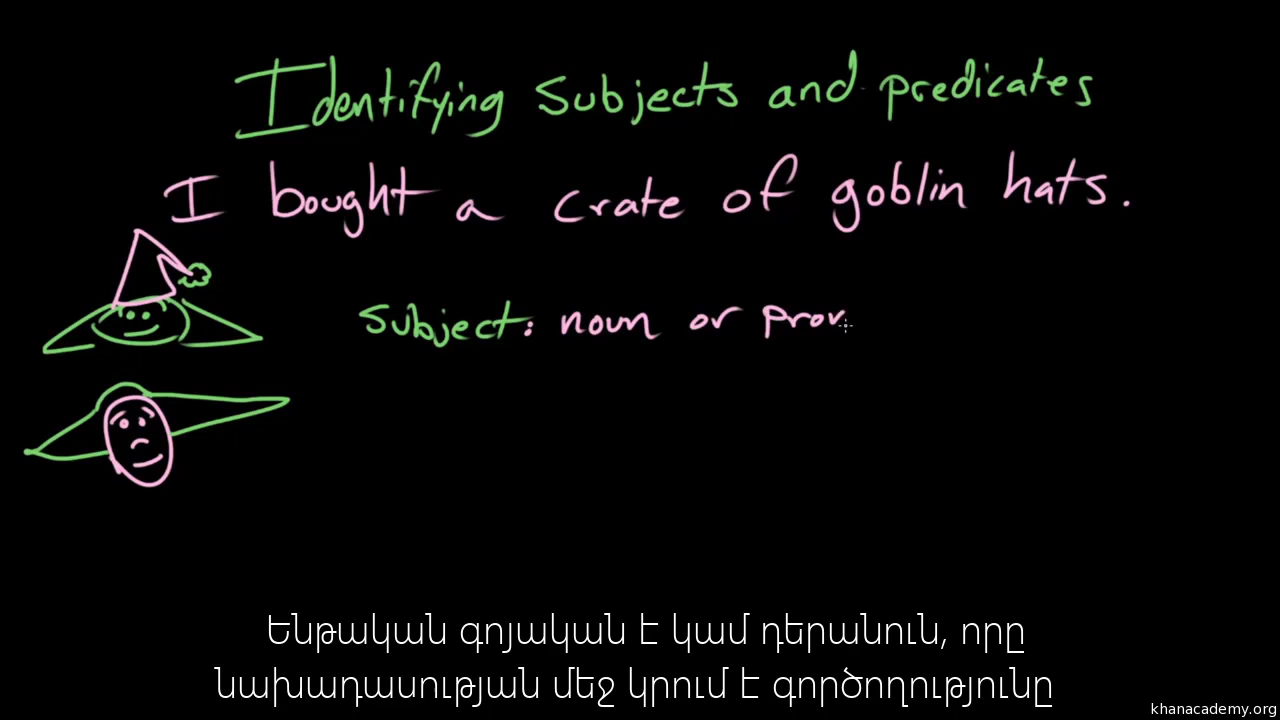 Identifying subjects and predicates
I bought a crate of goblin hats.
subject: noun or pron
Ենթական գոյական է կամ դերանուն, որը
նախադասության մեջ կրում է գործողությունը
khanacademy.org